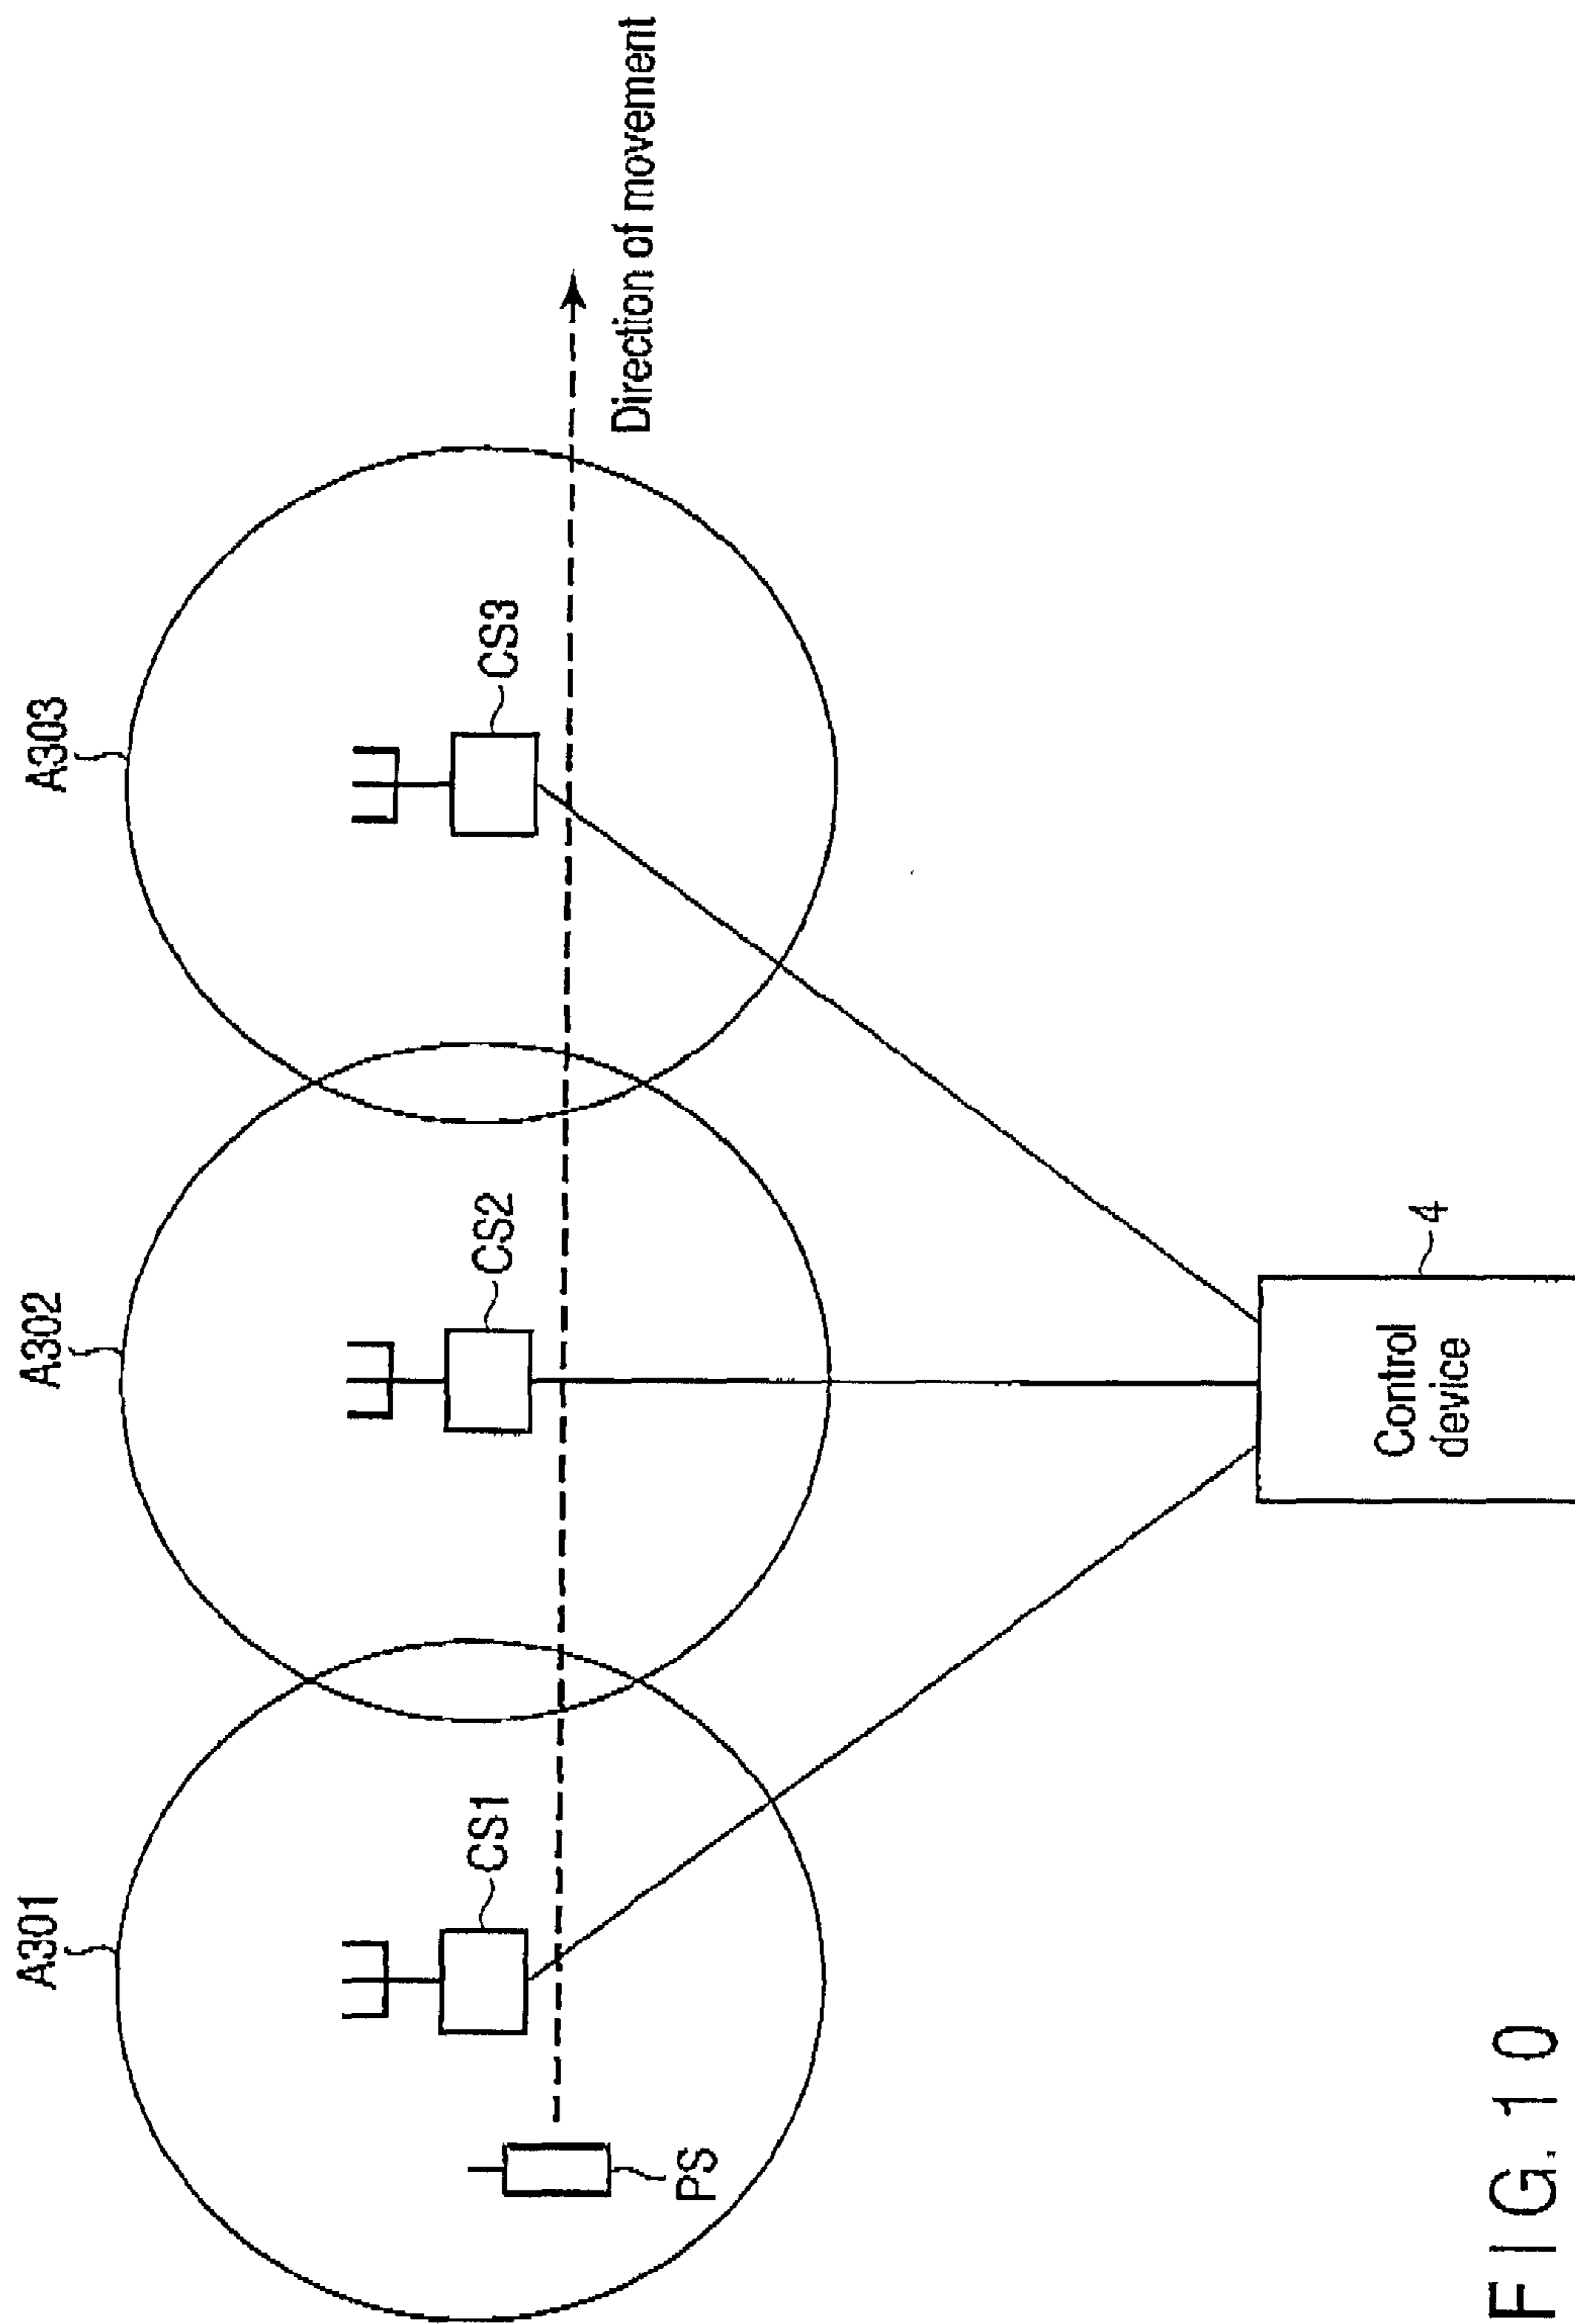 A301
A302
A303
CS1
CS2
CS3
PS
Direction of movement
Control
device
4
FIG. 10